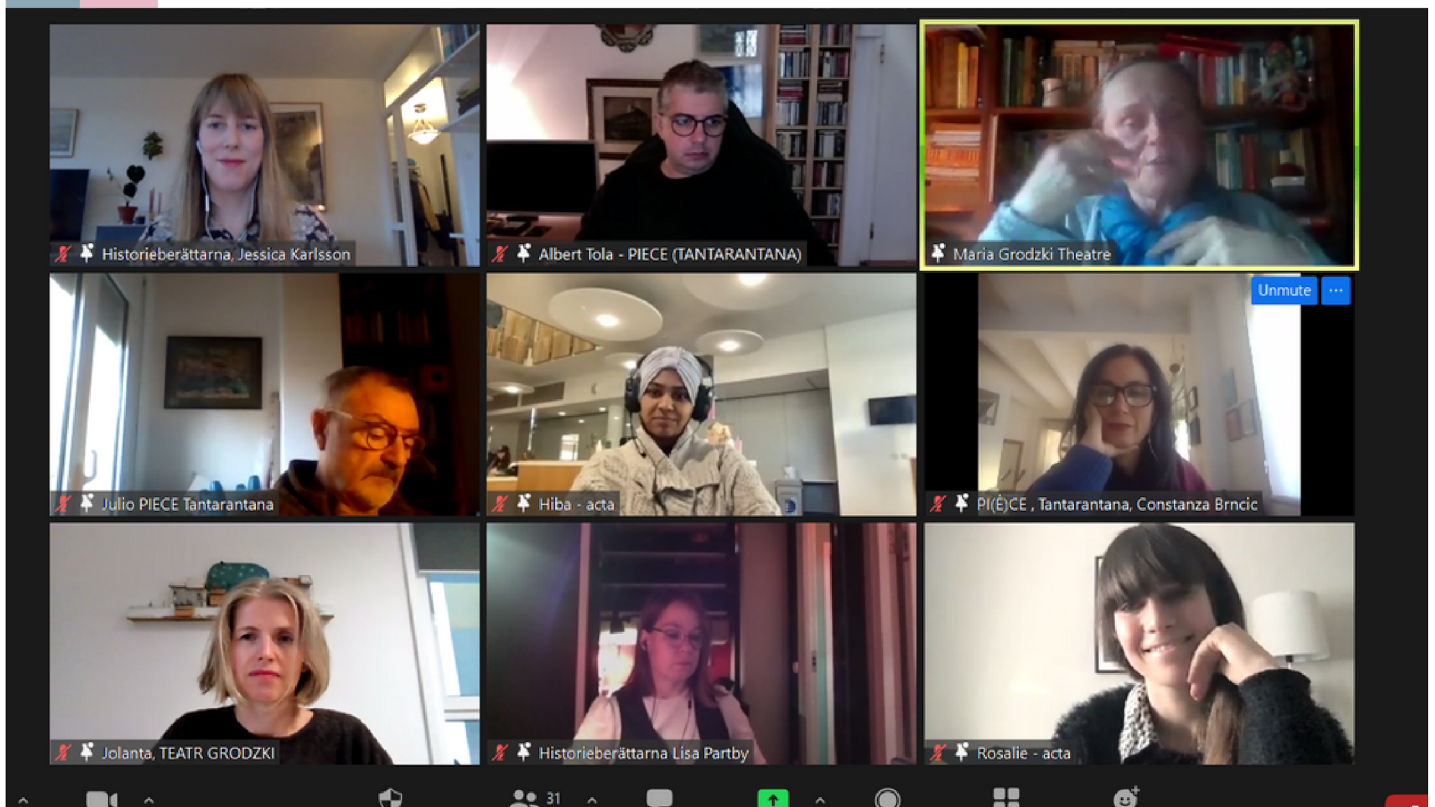 Historieberättarna, Jessica Karlsson
Albert Tola - PIECE (TANTARANTANA)
Maria Grodzki Theatre
Unmute
...
Julio PIECE Tantarantana
Hiba - acta
PI(È)CE , Tantarantana, Constanza Brncic
Jolanta, TEATR GRODZKI
Historieberättarna Lisa Partby
Rosalie - acta
31